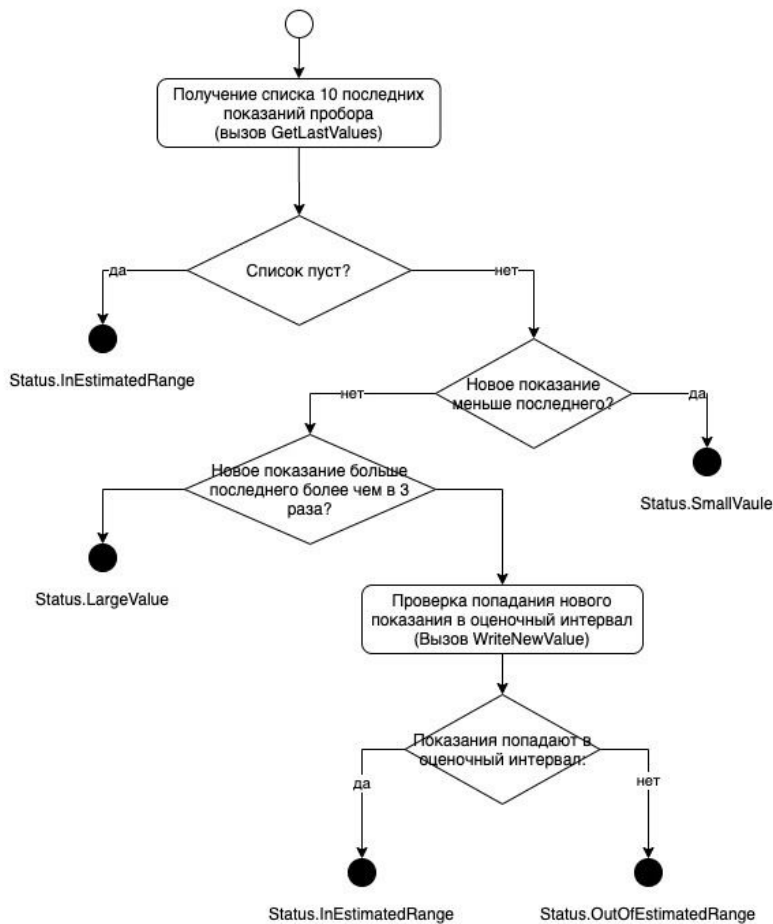 Получение списка 10 последних
показаний пробора
(вызов GetLastValues)
Список пуст?
да
нет
Status.InEstimatedRange
Новое показание
меньше последнего?
нет
да
Новое показание больше
последнего более чем в 3
раза?
Status.SmallVaule
Status.LargeValue
Проверка попадания нового
показания в оценочный интервал
(Вызов WriteNewValue)
Показания попадают в
оценочный интервал:
да
нет
Status.InEstimatedRange
Status.OutOfEstimatedRange